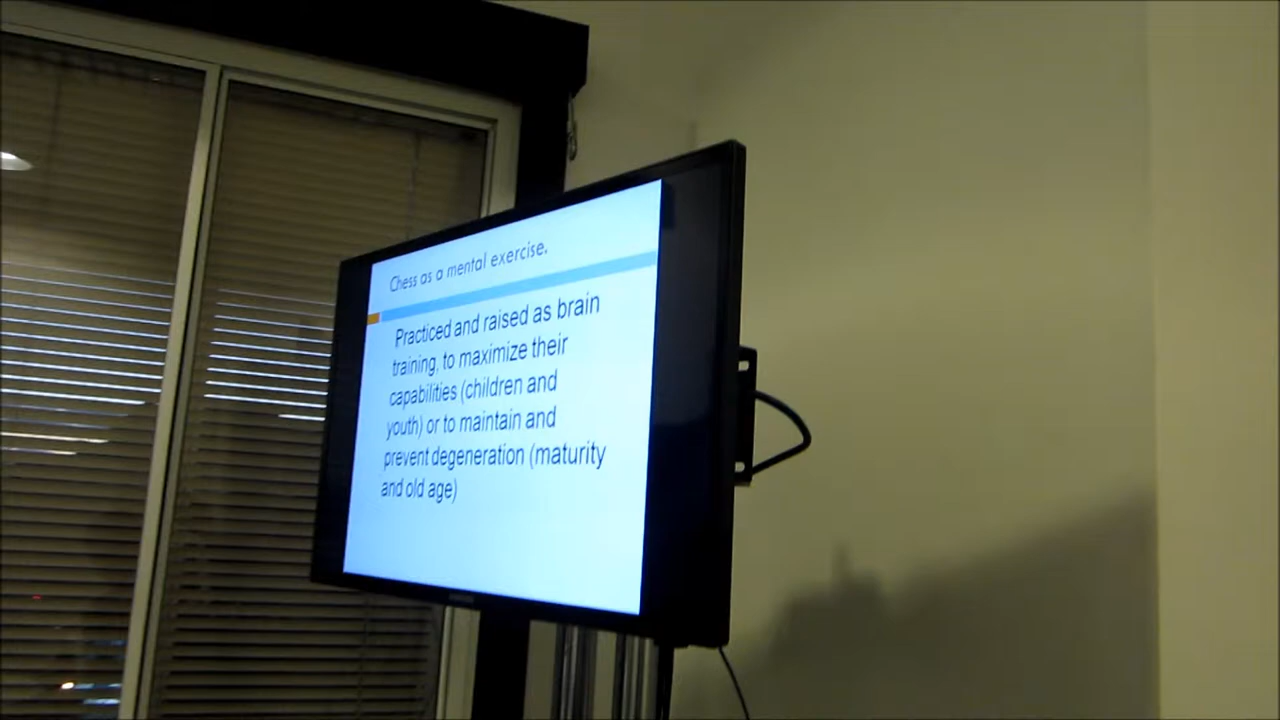 Chess as a mental exercise.
Practiced and raised as brain
training, to maximize their
capabilities (children and
youth) or to maintain and
prevent degeneration (maturity
and old age)